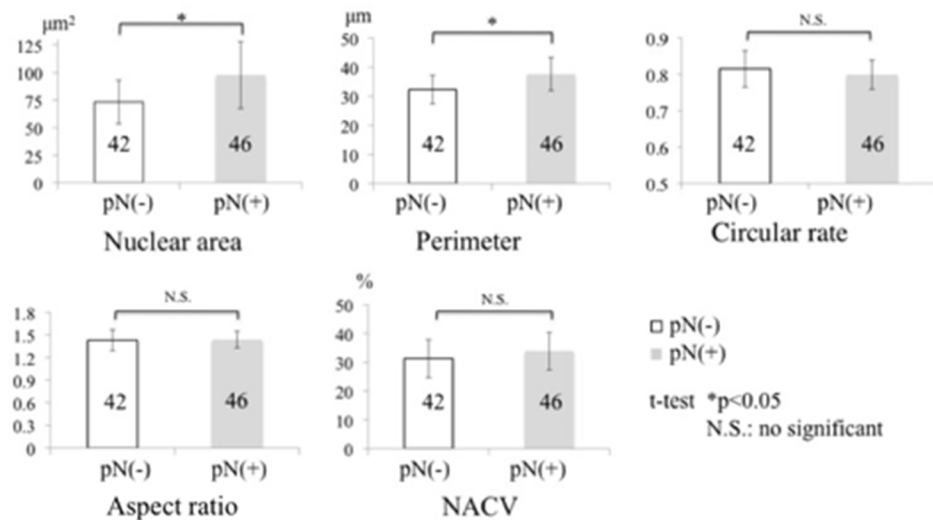 μm²
*
125
100
75
50
25
0
42
46
pN(-)
pN(+)
Nuclear area
μm
*
50
40
30
20
10
0
42
46
pN(-)
pN(+)
Perimeter
N.S.
0.9
0.8
0.7
0.6
0.5
42
46
pN(-)
pN(+)
Circular rate
N.S.
1.8
1.5
1.2
0.9
0.6
0.3
0
42
46
pN(-)
pN(+)
Aspect ratio
%
N.S.
50
40
30
20
10
0
42
46
pN(-)
pN(+)
NACV
pN(-)
pN(+)
t-test *p<0.05
N.S.: no significant